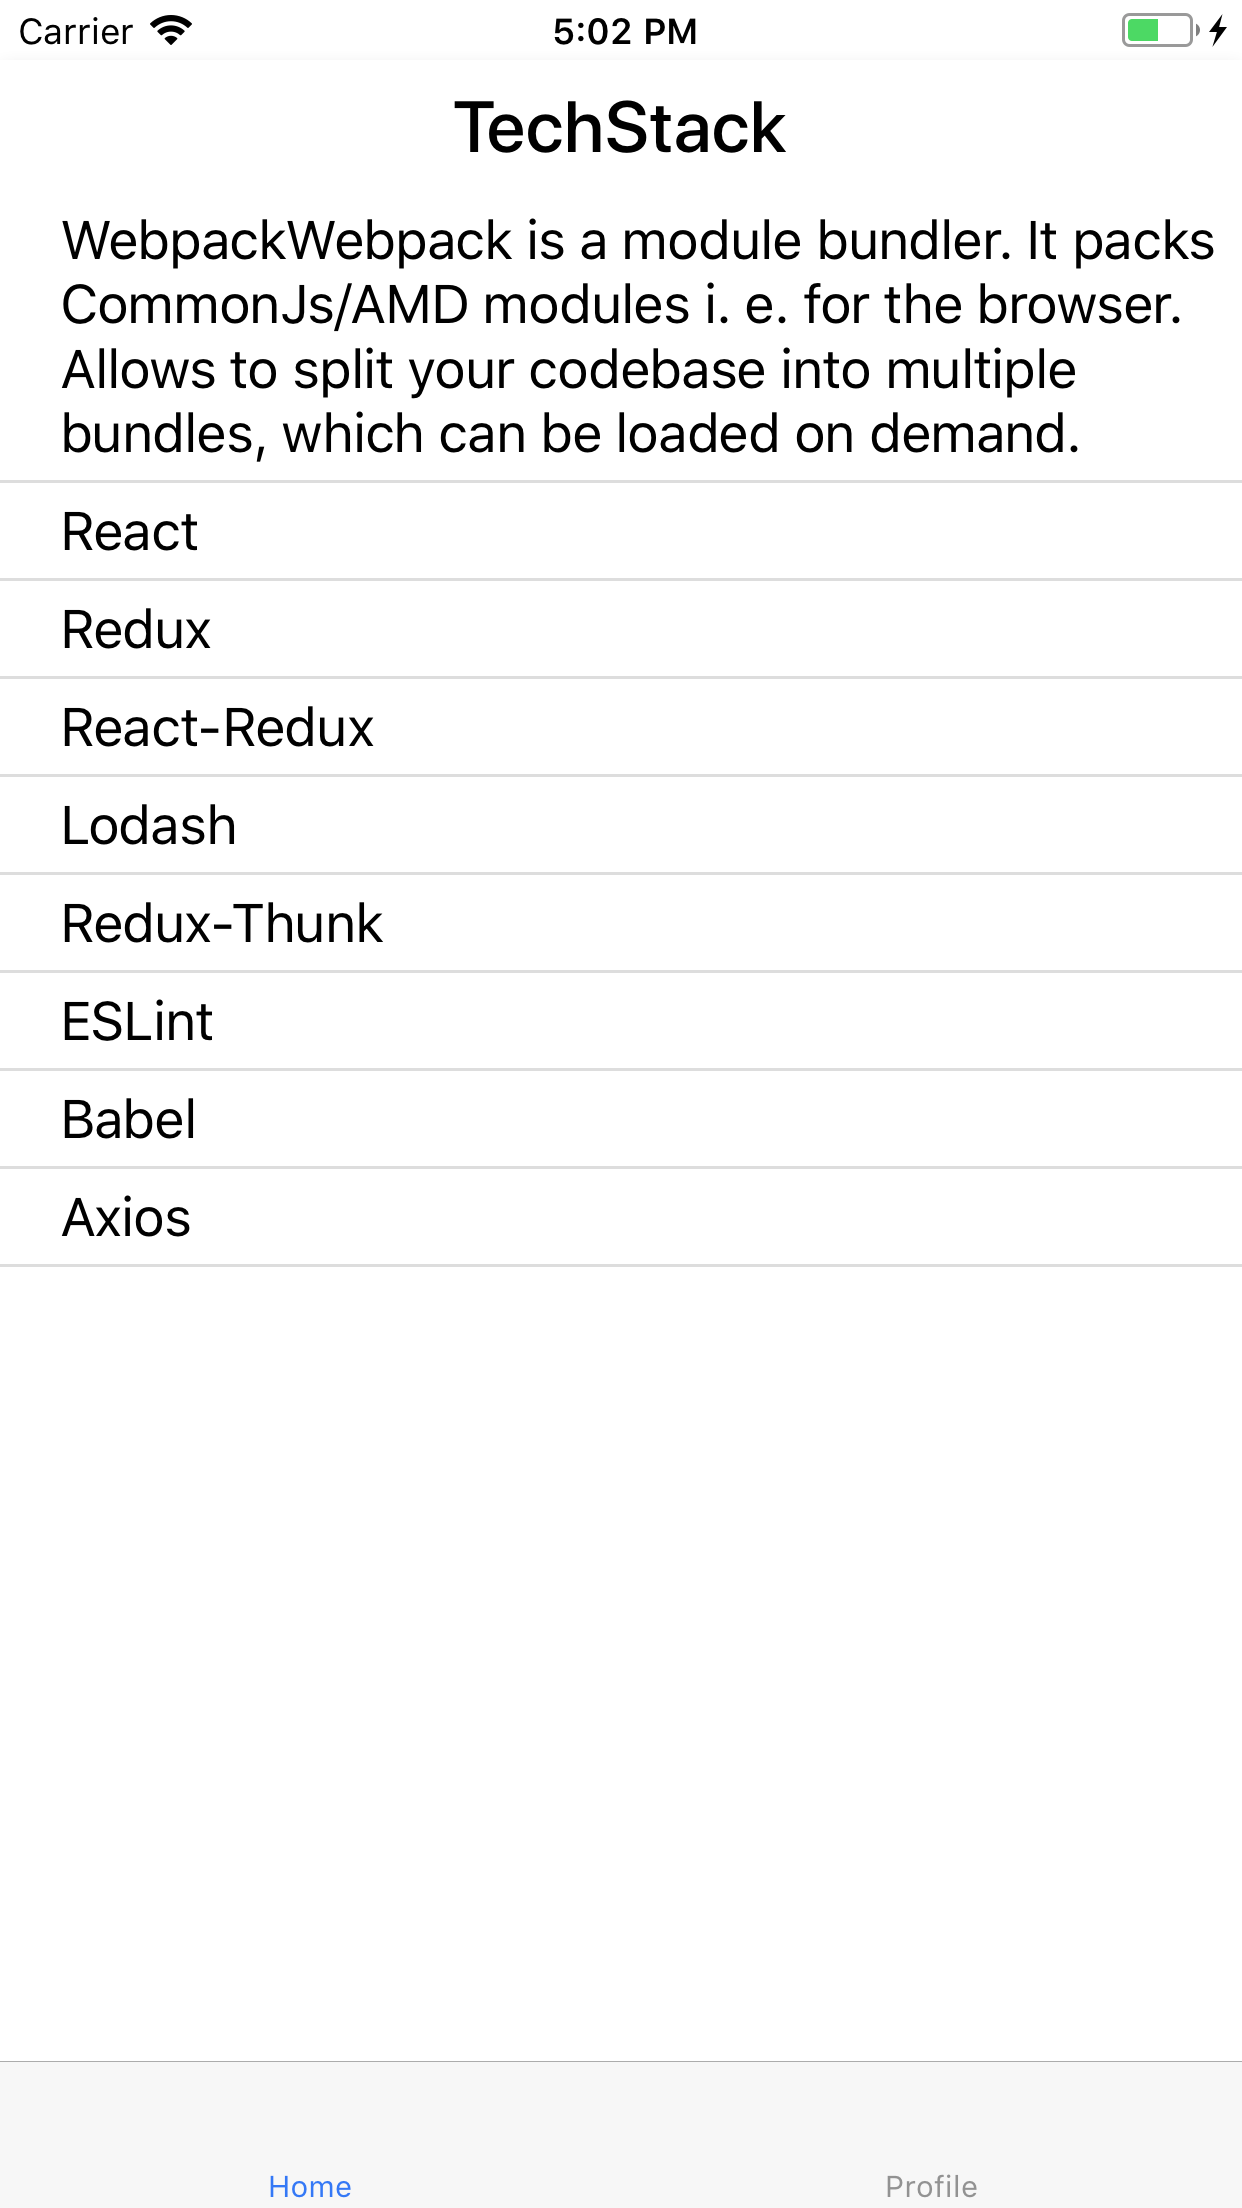 Carrier 5:02 PM
TechStack
WebpackWebpack is a module bundler. It packs
CommonJs/AMD modules i. e. for the browser.
Allows to split your codebase into multiple
bundles, which can be loaded on demand.
React
Redux
React-Redux
Lodash
Redux-Thunk
ESLint
Babel
Axios
Home Profile